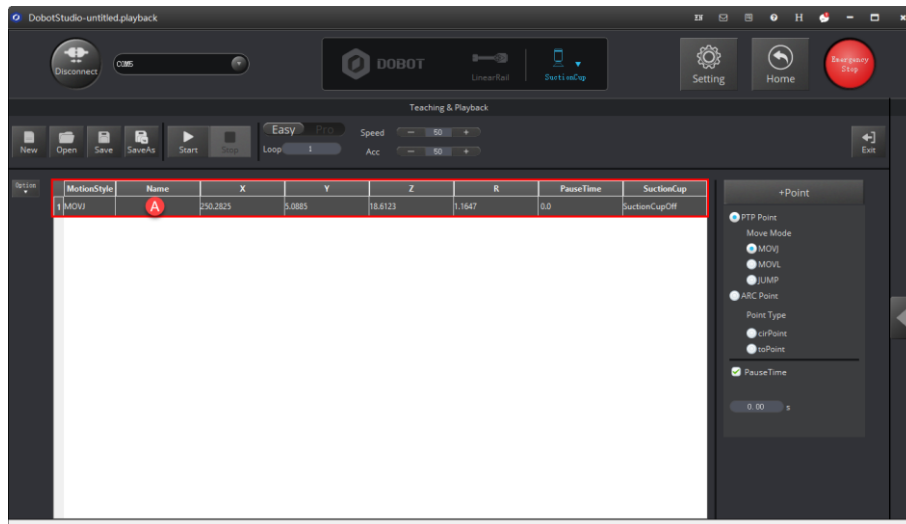 DobotStudio-untitled.playback
H
Disconnect
COM5
DOBOT
LinearRail
SuctionCup
Setting
Home
Emergency
Stop
Teaching & Playback
New
Open
Save
SaveAs
Start
Stop
Easy
Pro
Loop
1
Speed
− 50 +
Acc
− 50 +
Exit
Option
MotionStyle Name X Y Z R PauseTime SuctionCup
1 MOVJ A 250.2825 5.0885 18.6123 1.1647 0.0 SuctionCupOff
+Point
PTP Point
Move Mode
MOVJ
MOVL
JUMP
ARC Point
Point Type
cirPoint
toPoint
PauseTime
0.00 s